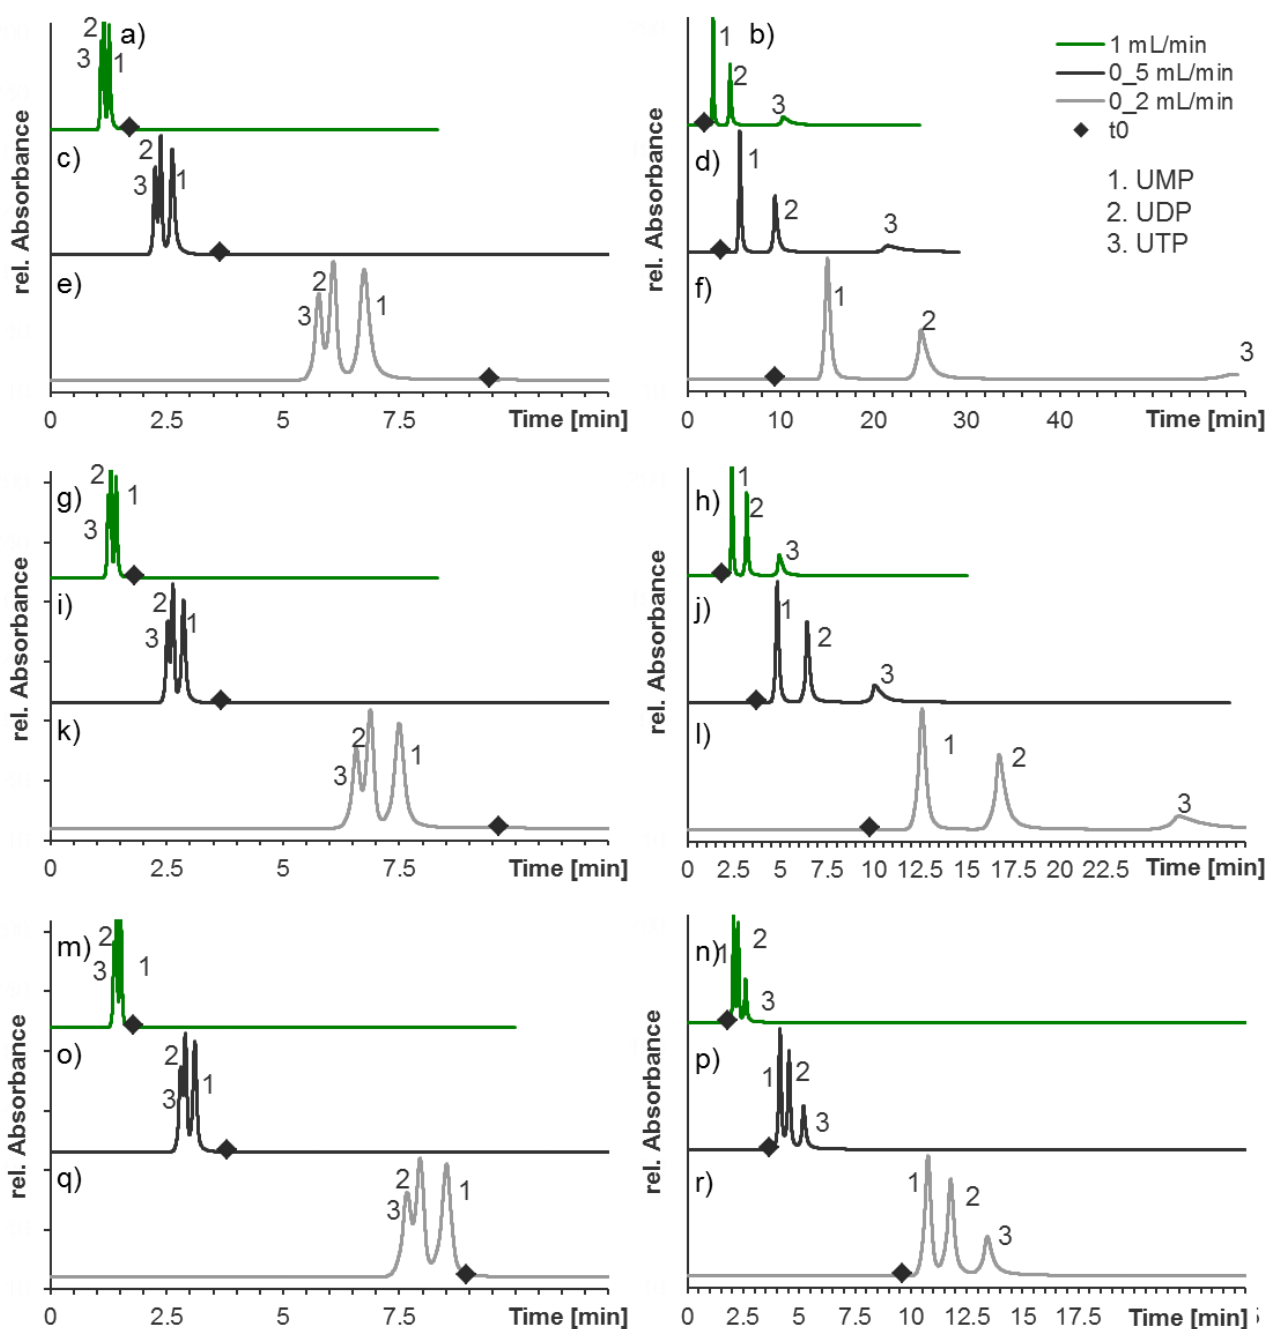 2
a)
3
1
rel. Absorbance
c)
2
3
1
e)
2
3
1
0 2.5 5 7.5 Time [min]
1
b)
2
3
1 mL/min
0_5 mL/min
0_2 mL/min
t0
1. UMP
2. UDP
3. UTP
rel. Absorbance
d)
1
2
3
f)
1
2
3
0 10 20 30 40 Time [min]
g)
2
1
3
rel. Absorbance
i)
2
3
1
k)
2
3
1
0 2.5 5 7.5 Time [min]
h)
1
2
3
rel. Absorbance
j)
1
2
3
l)
1
2
3
0 2.5 5 7.5 10 12.5 15 17.5 20 22.5 Time [min]
m)
2
3
1
rel. Absorbance
o)
2
3
1
q)
2
3
1
0 2.5 5 7.5 Time [min]
n)
1
2
3
rel. Absorbance
p)
1
2
3
r)
1
2
3
0 2.5 5 7.5 10 12.5 15 17.5 Time [min]